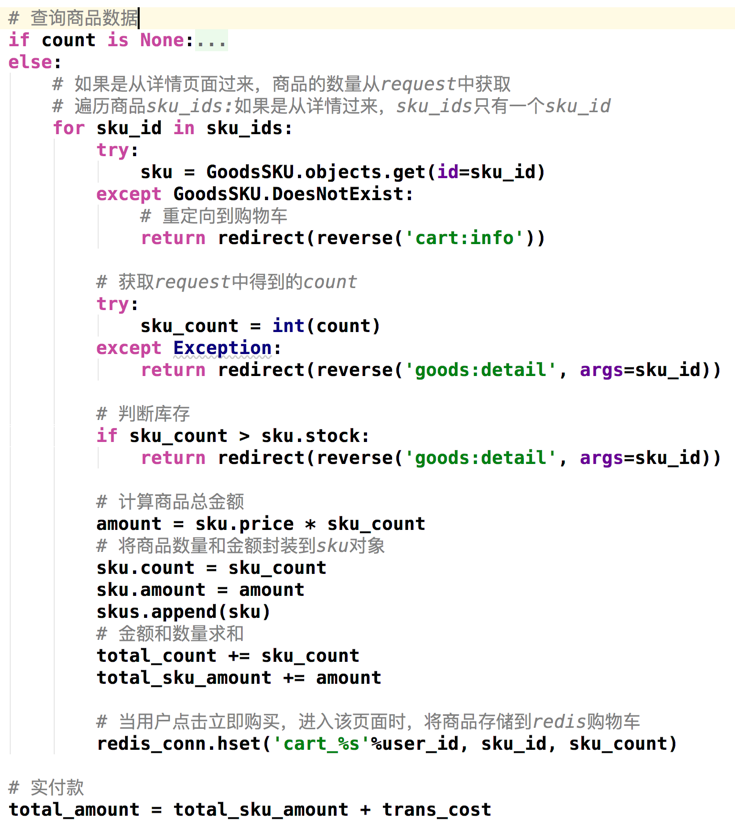 # 查询商品数据
if count is None:...
else:
    # 如果是从详情页面过来，商品的数量从request中获取
    # 遍历商品sku_ids:如果是从详情过来，sku_ids只有一个sku_id
    for sku_id in sku_ids:
        try:
            sku = GoodsSKU.objects.get(id=sku_id)
        except GoodsSKU.DoesNotExist:
            # 重定向到购物车
            return redirect(reverse('cart:info'))

        # 获取request中得到的count
        try:
            sku_count = int(count)
        except Exception:
            return redirect(reverse('goods:detail', args=sku_id))

        # 判断库存
        if sku_count > sku.stock:
            return redirect(reverse('goods:detail', args=sku_id))

        # 计算商品总金额
        amount = sku.price * sku_count
        # 将商品数量和金额封装到sku对象
        sku.count = sku_count
        sku.amount = amount
        skus.append(sku)
        # 金额和数量求和
        total_count += sku_count
        total_sku_amount += amount

        # 当用户点击立即购买，进入该页面时，将商品存储到redis购物车
        redis_conn.hset('cart_%s'%user_id, sku_id, sku_count)

# 实付款
total_amount = total_sku_amount + trans_cost